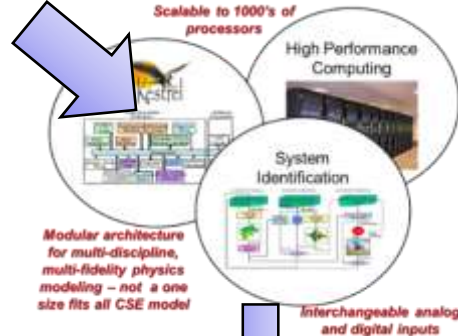 Scalable to 1000's of
processors
High Performance
Computing
Kestrel
System
Identification
Modular architecture
for multi-discipline,
multi-fidelity physics
modeling – not a one
size fits all CSE model
Interchangeable analog
and digital inputs